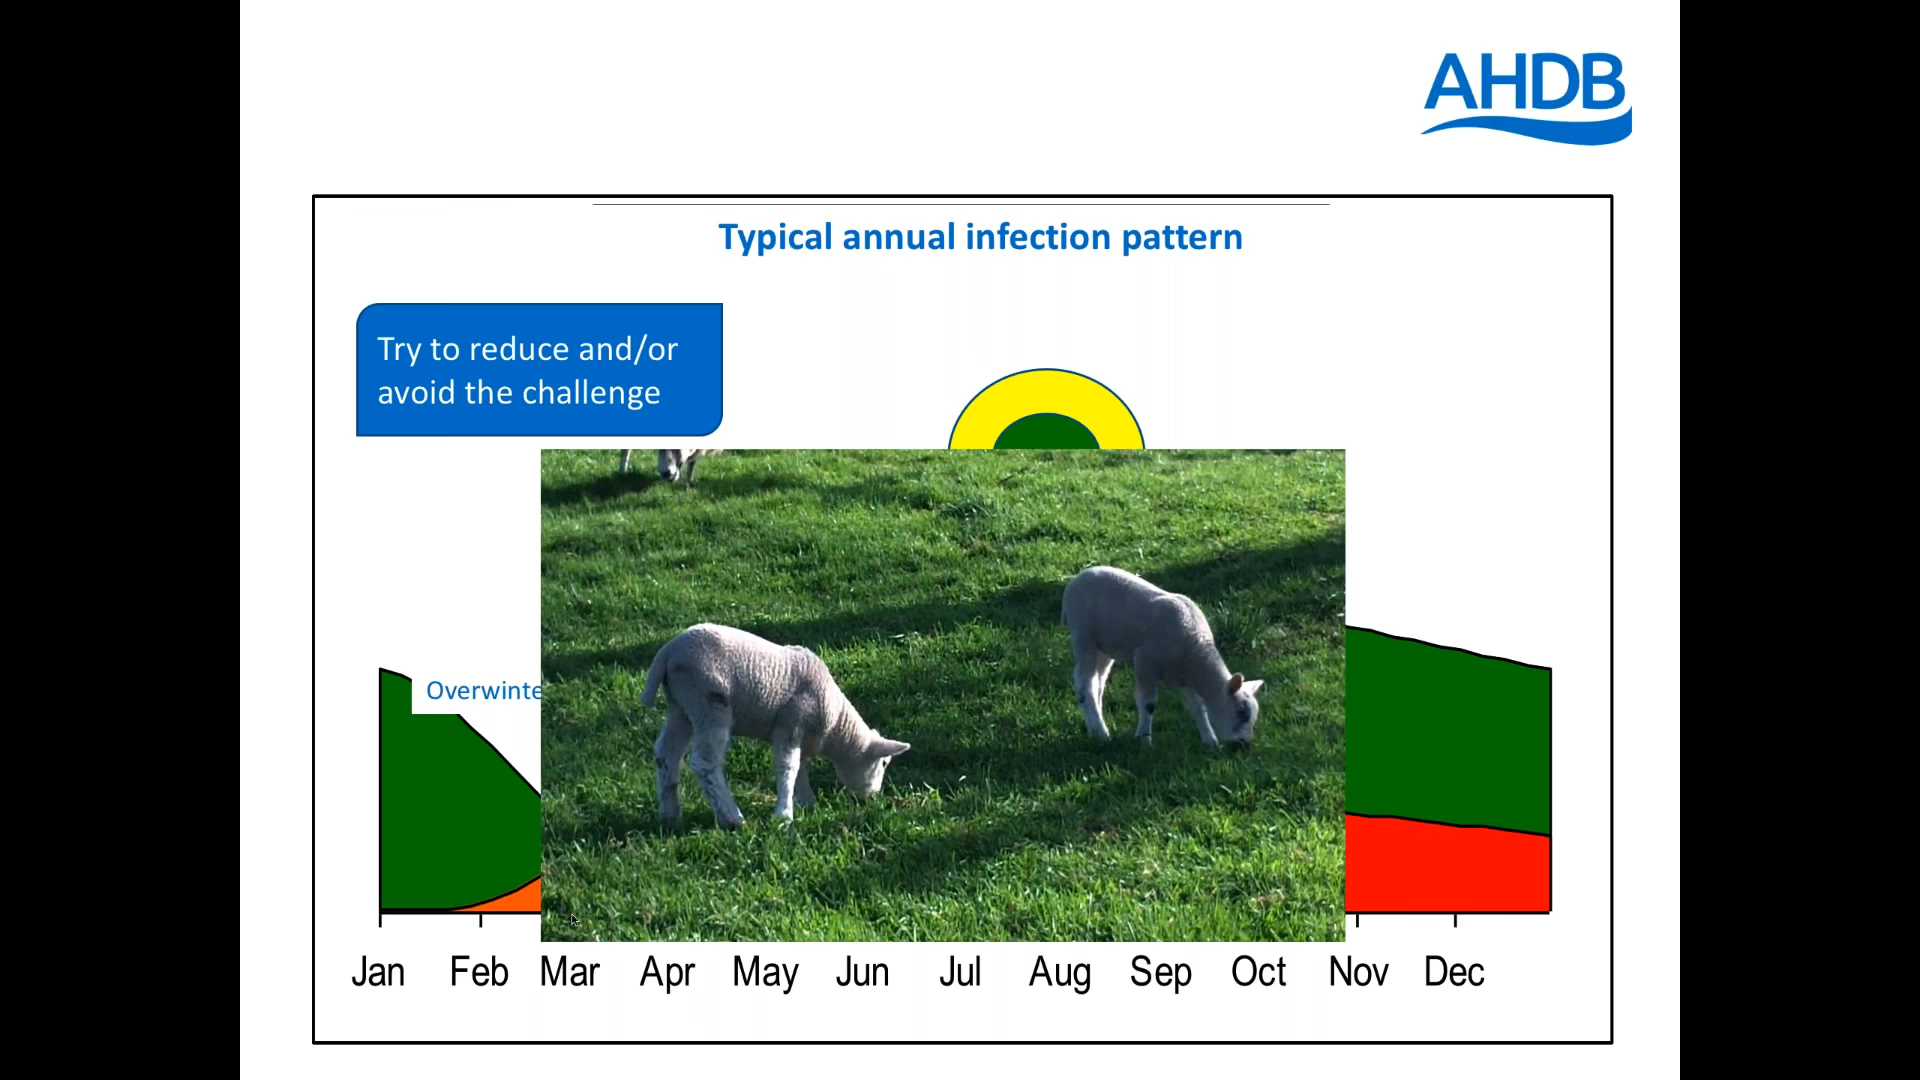 AHDB
Typical annual infection pattern
Try to reduce and/or
avoid the challenge
Jan Feb Mar Apr May Jun Jul Aug Sep Oct Nov Dec